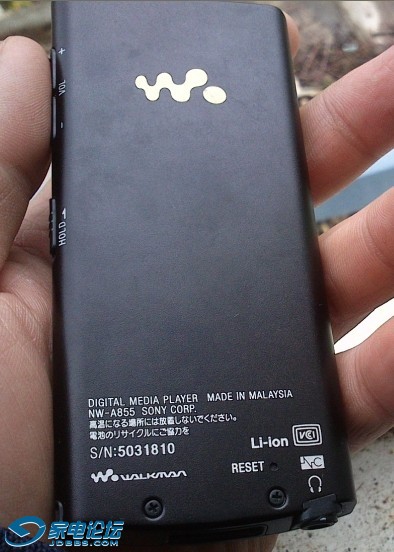 +
VOL
-
HOLD
DIGITAL MEDIA PLAYER MADE IN MALAYSIA
NW-A855 SONY CORP.
高温になる場所には放置しないでください。
電池のリサイクルにご協力を
S/N:5031810
Li-ion VCI
WALKMAN
RESET
NC
家电论坛
JDBBS.COM